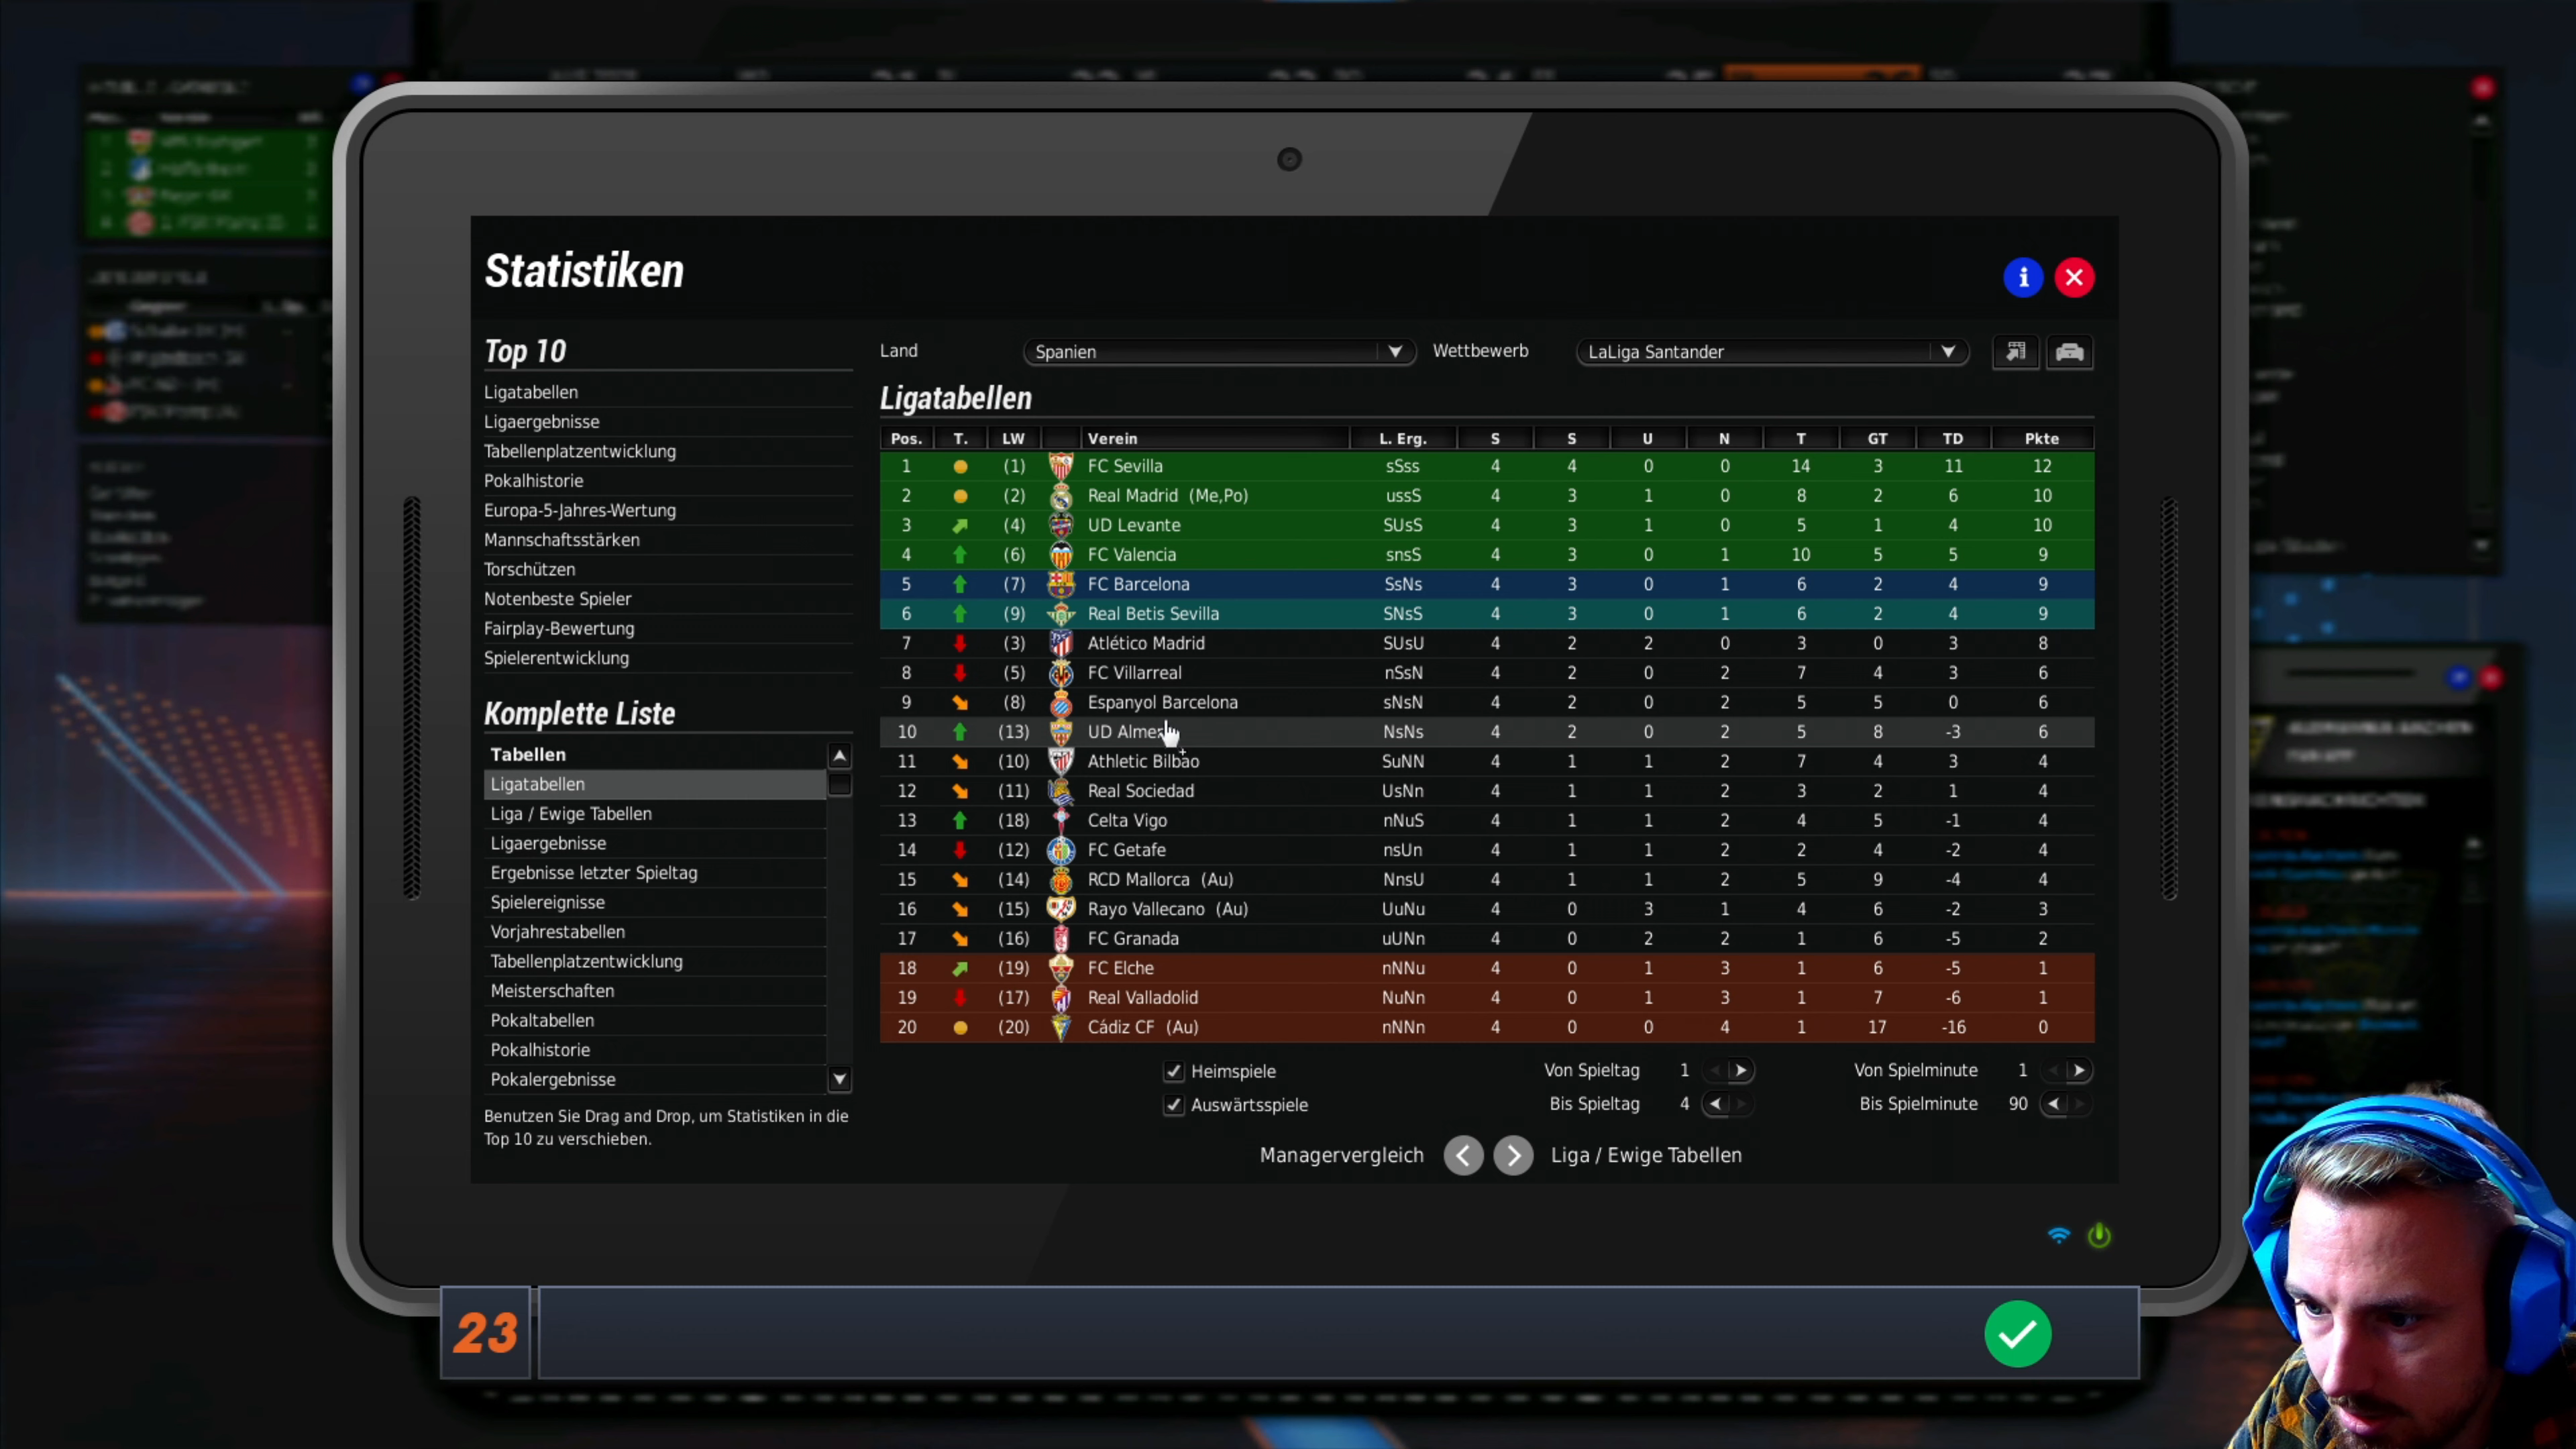 Statistiken
i
Top 10
Ligatabellen
Ligaergebnisse
Tabellenplatzentwicklung
Pokalhistorie
Europa-5-Jahres-Wertung
Mannschaftsstärken
Torschützen
Notenbeste Spieler
Fairplay-Bewertung
Spielerentwicklung
Komplette Liste
Tabellen
Ligatabellen
Liga / Ewige Tabellen
Ligaergebnisse
Ergebnisse letzter Spieltag
Spielereignisse
Vorjahrestabellen
Tabellenplatzentwicklung
Meisterschaften
Pokaltabellen
Pokalhistorie
Pokalergebnisse
Benutzen Sie Drag and Drop, um Statistiken in die
Top 10 zu verschieben.
Land Spanien Wettbewerb LaLiga Santander
Ligatabellen
Pos. T. LW Verein L. Erg. S S U N T GT TD Pkte
1 (1) FC Sevilla sSss 4 4 0 0 14 3 11 12
2 (2) Real Madrid (Me,Po) ussS 4 3 1 0 8 2 6 10
3 (4) UD Levante SUsS 4 3 1 0 5 1 4 10
4 (6) FC Valencia snsS 4 3 0 1 10 5 5 9
5 (7) FC Barcelona SsNs 4 3 0 1 6 2 4 9
6 (9) Real Betis Sevilla SNsS 4 3 0 1 6 2 4 9
7 (3) Atlético Madrid SUsU 4 2 2 0 3 0 3 8
8 (5) FC Villarreal nSsN 4 2 0 2 7 4 3 6
9 (8) Espanyol Barcelona sNsN 4 2 0 2 5 5 0 6
10 (13) UD NsNs 4 2 0 2 5 8 -3 6
11 (10) Athletic Bilbao SuNN 4 1 1 2 7 4 3 4
12 (11) Real Sociedad UsNn 4 1 1 2 3 2 1 4
13 (18) Celta Vigo nNuS 4 1 1 2 4 5 -1 4
14 (12) FC Getafe nsUn 4 1 1 2 2 4 -2 4
15 (14) RCD Mallorca (Au) NnsU 4 1 1 2 5 9 -4 4
16 (15) Rayo Vallecano (Au) UuNu 4 0 3 1 4 6 -2 3
17 (16) FC Granada uUNn 4 0 2 2 1 6 -5 2
18 (19) FC Elche nNNu 4 0 1 3 1 6 -5 1
19 (17) Real Valladolid NuNn 4 0 1 3 1 7 -6 1
20 (20) Cádiz CF (Au) nNNn 4 0 0 4 1 17 -16 0
Heimspiele Von Spieltag 1 Von Spielminute 1
Auswärtsspiele Bis Spieltag 4 Bis Spielminute 90
Managervergleich Liga / Ewige Tabellen
23